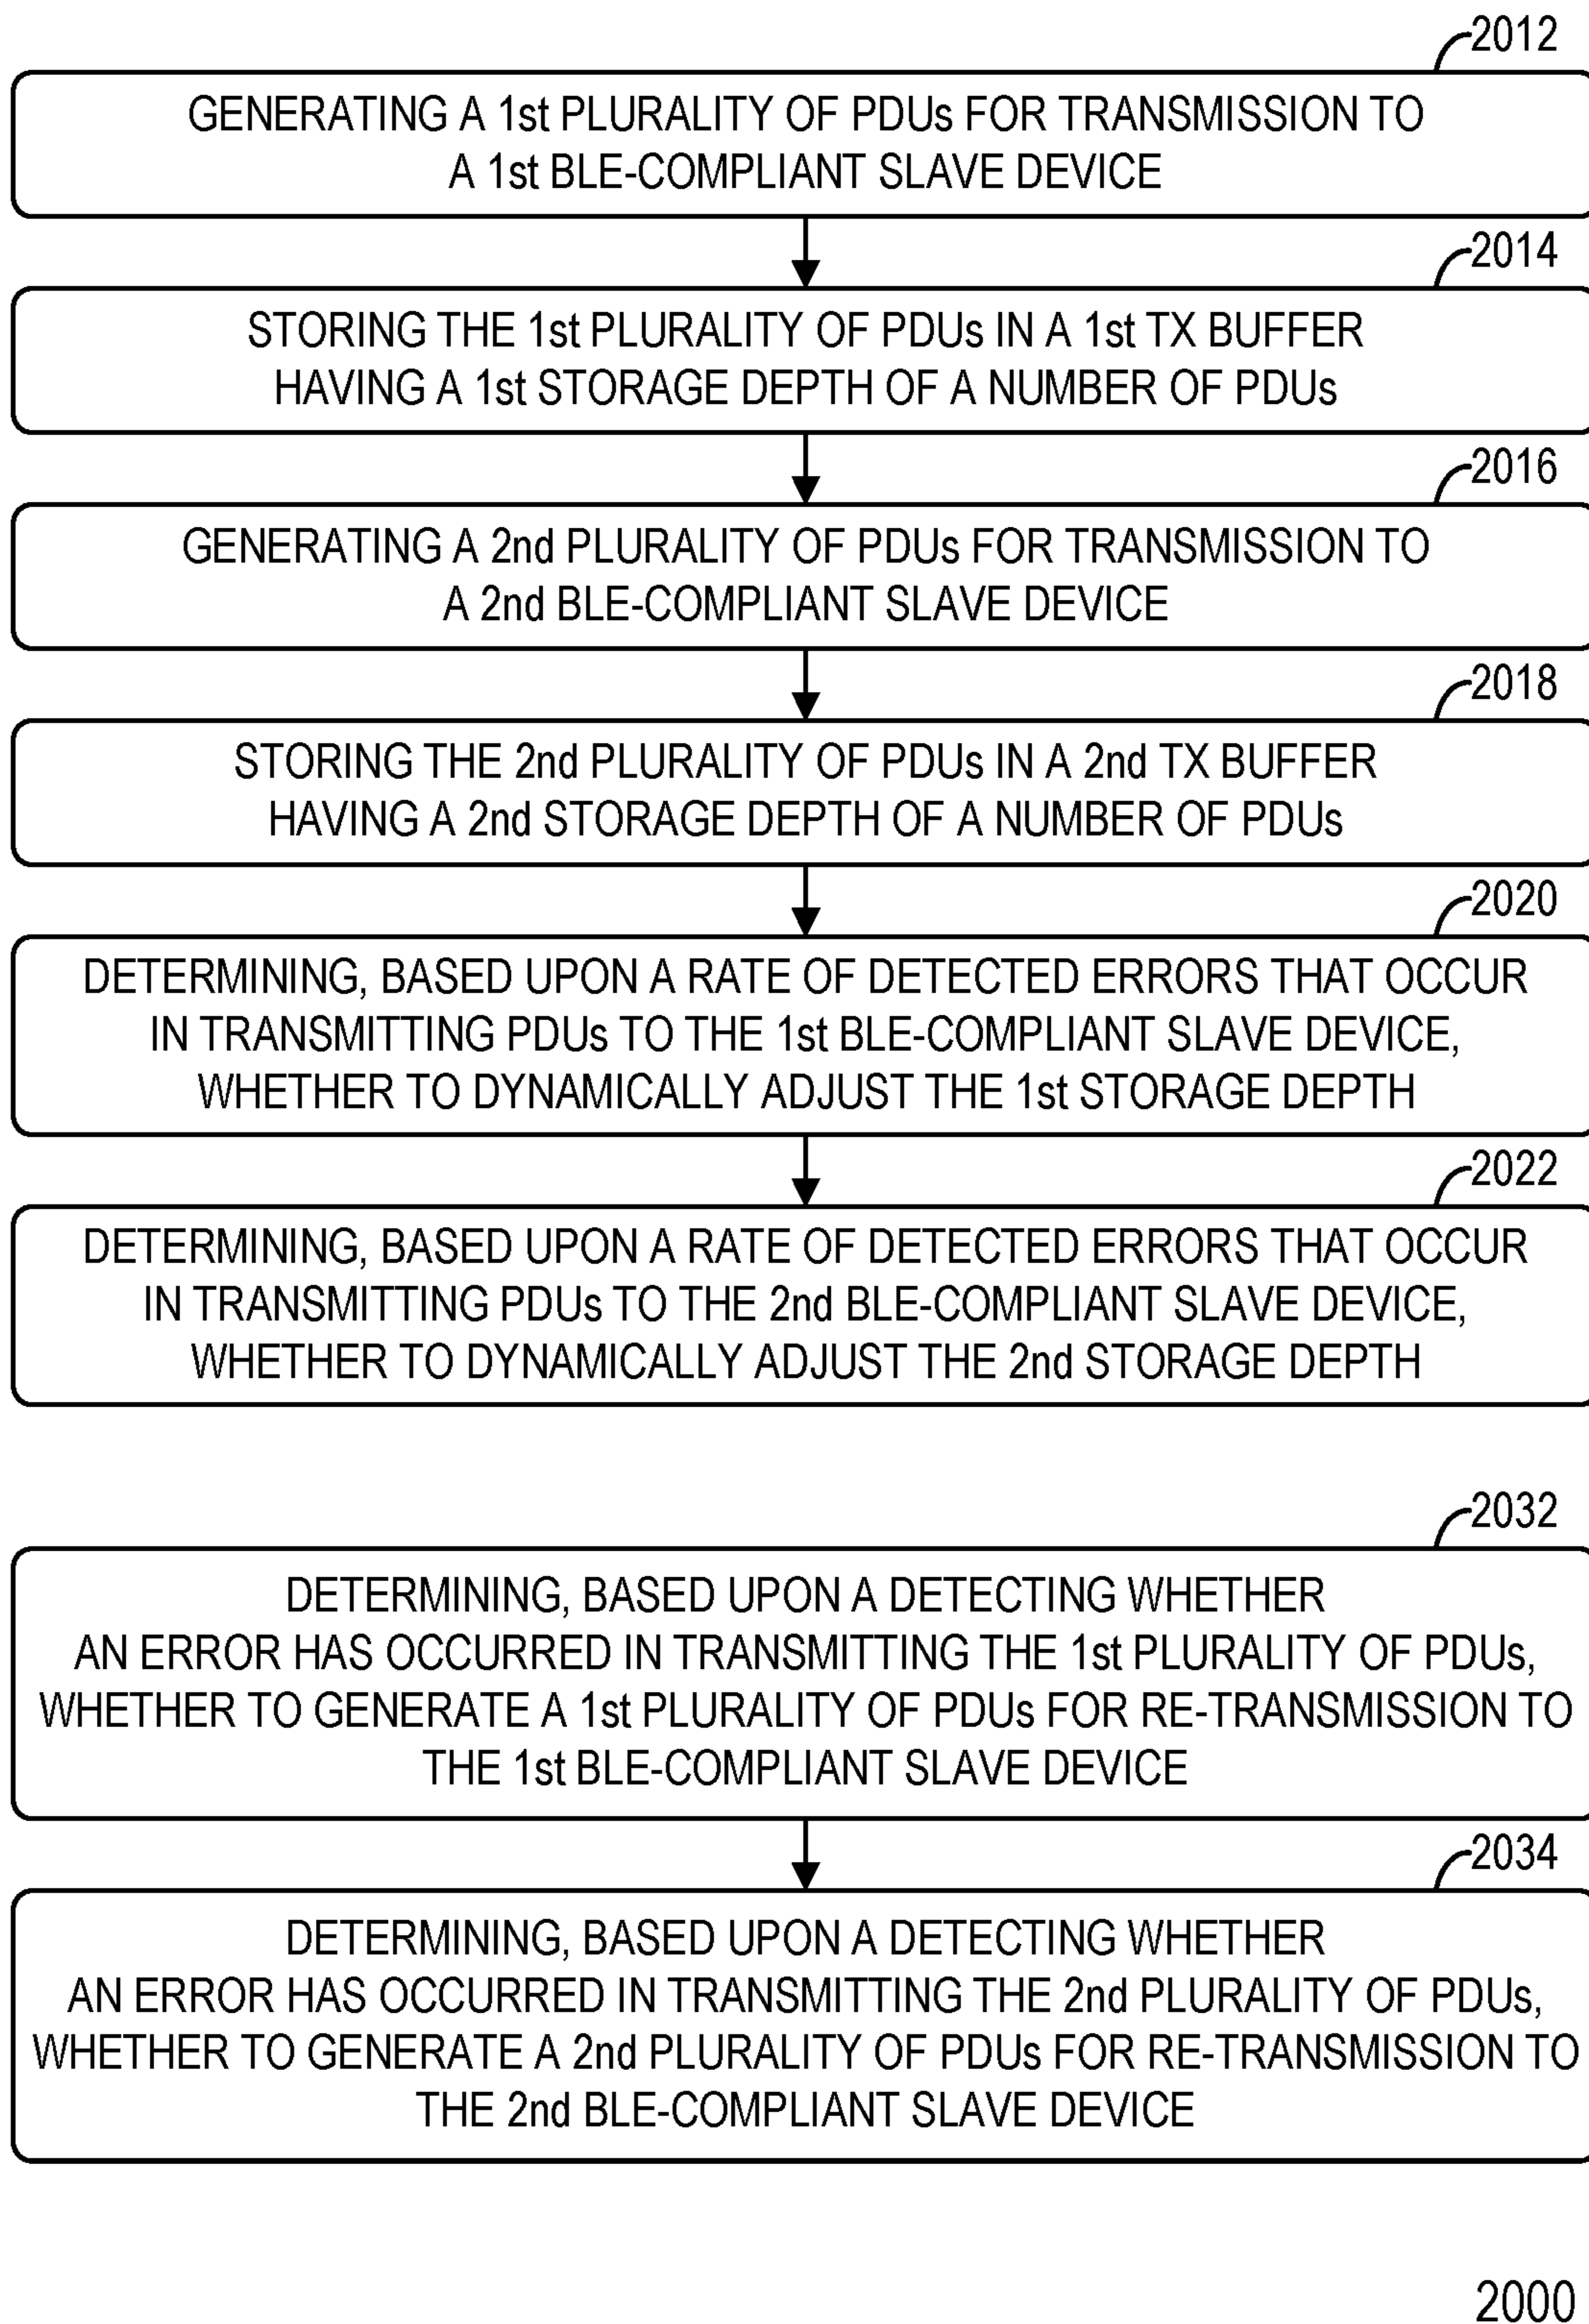 2012
GENERATING A 1st PLURALITY OF PDUs FOR TRANSMISSION TO
A 1st BLE-COMPLIANT SLAVE DEVICE
2014
STORING THE 1st PLURALITY OF PDUs IN A 1st TX BUFFER
HAVING A 1st STORAGE DEPTH OF A NUMBER OF PDUs
2016
GENERATING A 2nd PLURALITY OF PDUs FOR TRANSMISSION TO
A 2nd BLE-COMPLIANT SLAVE DEVICE
2018
STORING THE 2nd PLURALITY OF PDUs IN A 2nd TX BUFFER
HAVING A 2nd STORAGE DEPTH OF A NUMBER OF PDUs
2020
DETERMINING, BASED UPON A RATE OF DETECTED ERRORS THAT OCCUR
IN TRANSMITTING PDUs TO THE 1st BLE-COMPLIANT SLAVE DEVICE,
WHETHER TO DYNAMICALLY ADJUST THE 1st STORAGE DEPTH
2022
DETERMINING, BASED UPON A RATE OF DETECTED ERRORS THAT OCCUR
IN TRANSMITTING PDUs TO THE 2nd BLE-COMPLIANT SLAVE DEVICE,
WHETHER TO DYNAMICALLY ADJUST THE 2nd STORAGE DEPTH
2032
DETERMINING, BASED UPON A DETECTING WHETHER
AN ERROR HAS OCCURRED IN TRANSMITTING THE 1st PLURALITY OF PDUs,
WHETHER TO GENERATE A 1st PLURALITY OF PDUs FOR RE-TRANSMISSION TO
THE 1st BLE-COMPLIANT SLAVE DEVICE
2034
DETERMINING, BASED UPON A DETECTING WHETHER
AN ERROR HAS OCCURRED IN TRANSMITTING THE 2nd PLURALITY OF PDUs,
WHETHER TO GENERATE A 2nd PLURALITY OF PDUs FOR RE-TRANSMISSION TO
THE 2nd BLE-COMPLIANT SLAVE DEVICE
2000